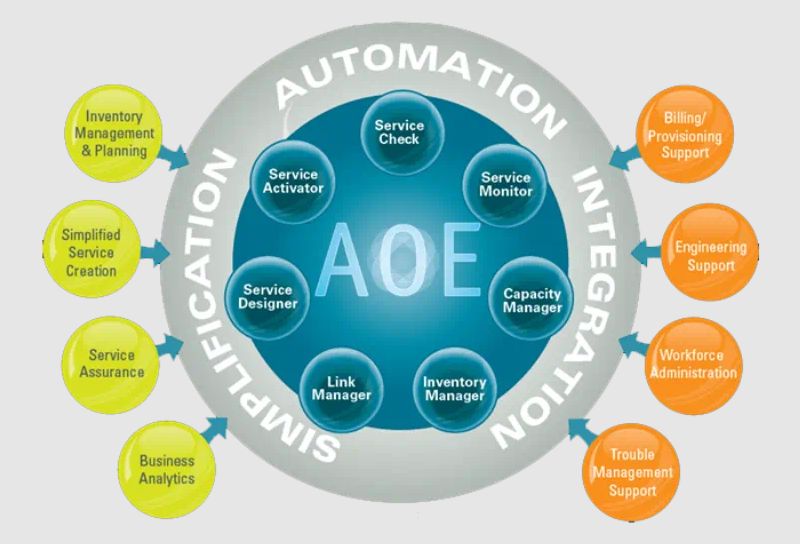 AUTOMATION
INTEGRATION
SIMPLIFICATION
AOE
Service
Check
Service
Monitor
Capacity
Manager
Inventory
Manager
Link
Manager
Service
Designer
Service
Activator
Inventory
Management
& Planning
Simplified
Service
Creation
Service
Assurance
Business
Analytics
Billing/
Provisioning
Support
Engineering
Support
Workforce
Administration
Trouble
Management
Support